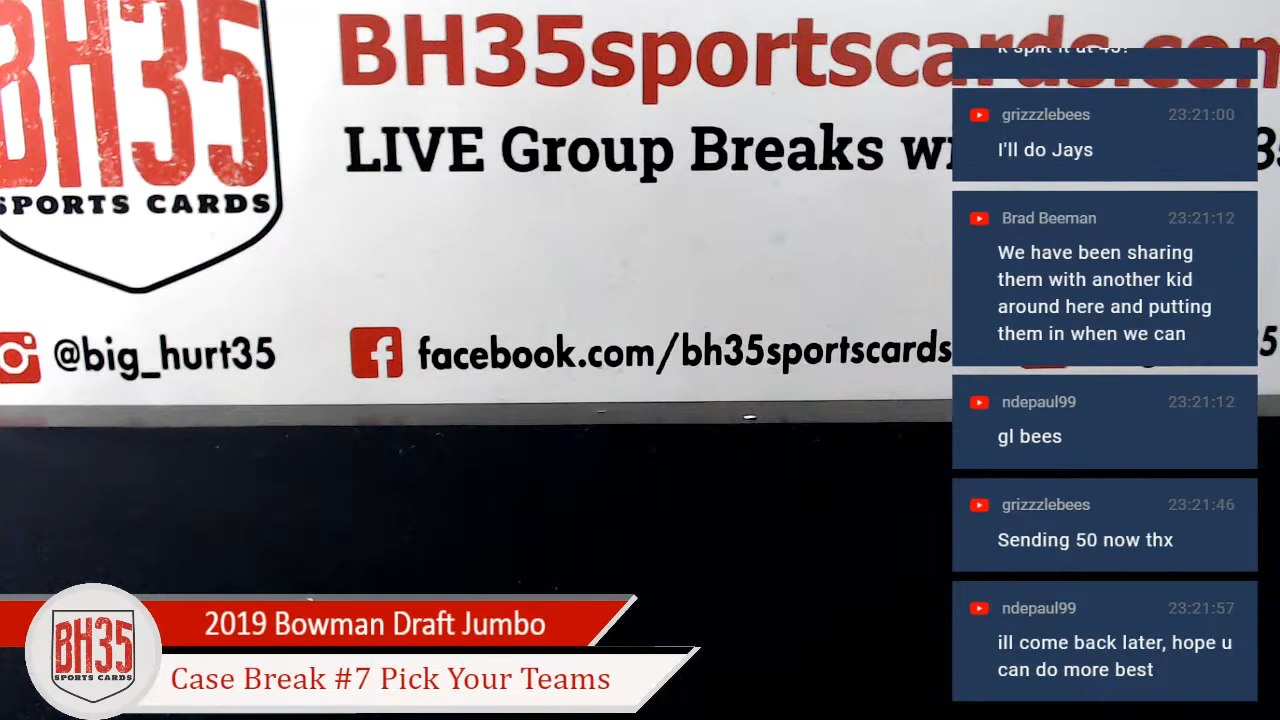 BH35
SPORTS CARDS
BH35sportscards.com
LIVE Group Breaks
@big_hurt35
facebook.com/bh35sportscards
grizzzlebees 23:21:00
I'll do Jays
Brad Beeman 23:21:12
We have been sharing
them with another kid
around here and putting
them in when we can
ndepaul99 23:21:12
gl bees
grizzzlebees 23:21:46
Sending 50 now thx
ndepaul99 23:21:57
ill come back later, hope u
can do more best
BH35
SPORTS CARDS
2019 Bowman Draft Jumbo
Case Break #7 Pick Your Teams